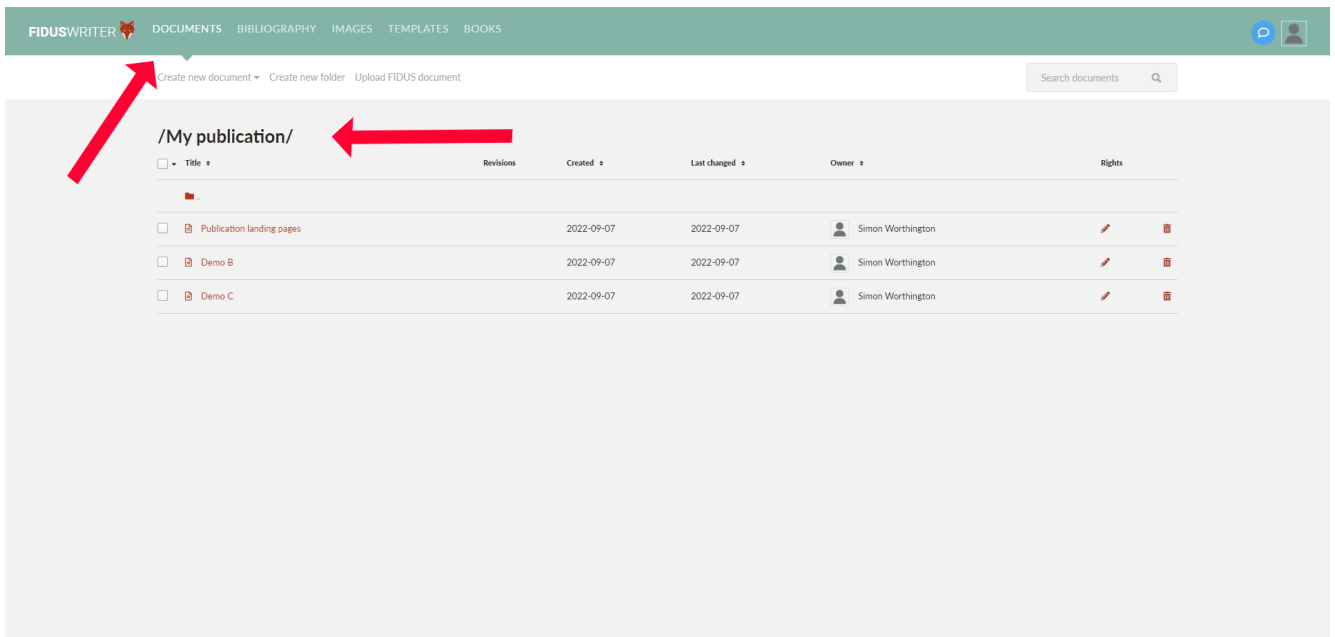 FIDUSWRITER DOCUMENTS BIBLIOGRAPHY IMAGES TEMPLATES BOOKS
Create new document Create new folder Upload FIDUS document Search documents
/My publication/
Title Revisions Created Last changed Owner Rights
..
Publication landing pages 2022-09-07 2022-09-07 Simon Worthington
Demo B 2022-09-07 2022-09-07 Simon Worthington
Demo C 2022-09-07 2022-09-07 Simon Worthington